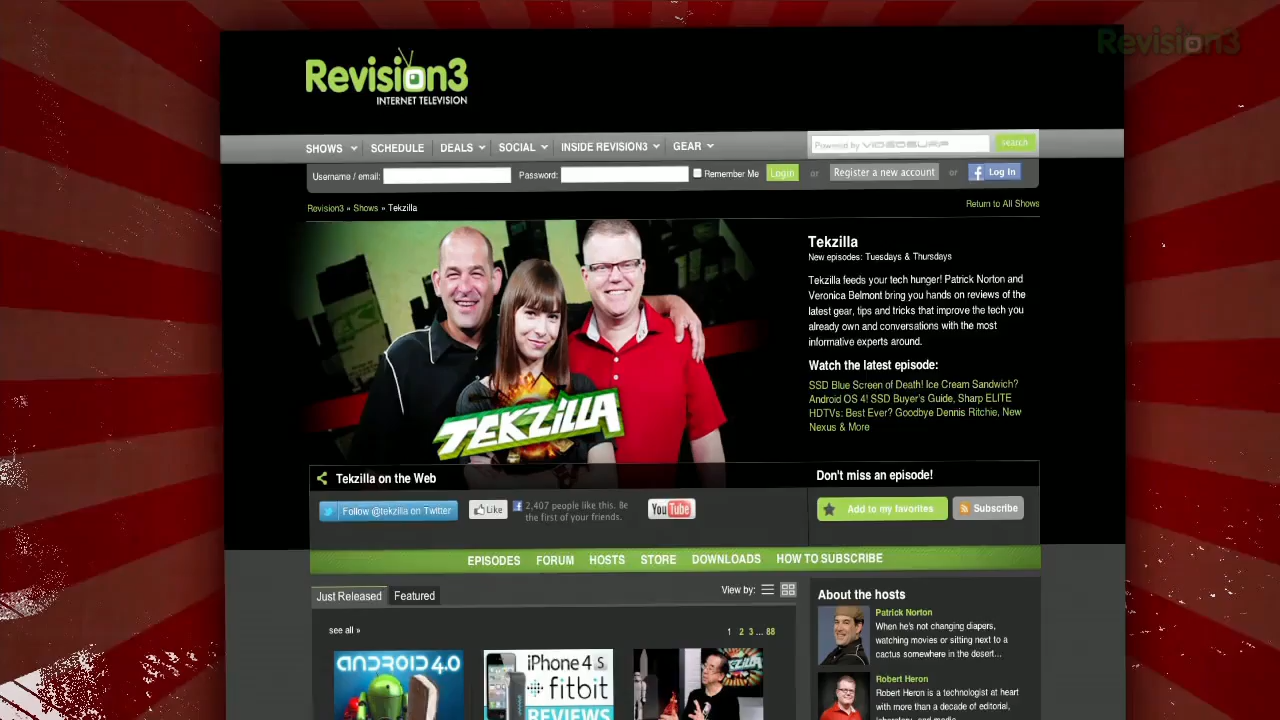 Revision3
Revision3
INTERNET TELEVISION
SHOWS SCHEDULE DEALS SOCIAL INSIDE REVISION3 GEAR
Powered by VIDEOSURF search
Username / email: Password: Remember Me Login or Register a new account or Log In
Revision3 » Shows » Tekzilla
Return to All Shows
Tekzilla
New episodes: Tuesdays & Thursdays
Tekzilla feeds your tech hunger! Patrick Norton and
Veronica Belmont bring you hands on reviews of the
latest gear, tips and tricks that improve the tech you
already own and conversations with the most
informative experts around.
Watch the latest episode:
SSD Blue Screen of Death! Ice Cream Sandwich?
Android OS 4! SSD Buyer's Guide, Sharp ELITE
HDTVs: Best Ever? Goodbye Dennis Ritchie, New
Nexus & More
TEKZILLA
Tekzilla on the Web
Don't miss an episode!
Follow @tekzilla on Twitter
Like
2,407 people like this. Be
the first of your friends.
YouTube
Add to my favorites
Subscribe
EPISODES FORUM HOSTS STORE DOWNLOADS HOW TO SUBSCRIBE
Just Released Featured
View by:
see all »
1 2 3 ... 88
ANDROID 4.0
iPhone 4S
fitbit
REVIEWS
TEKZILLA
About the hosts
Patrick Norton
When he's not changing diapers,
watching movies or sitting next to a
cactus somewhere in the desert...
Robert Heron
Robert Heron is a technologist at heart
with more than a decade of editorial,
laboratory, and media